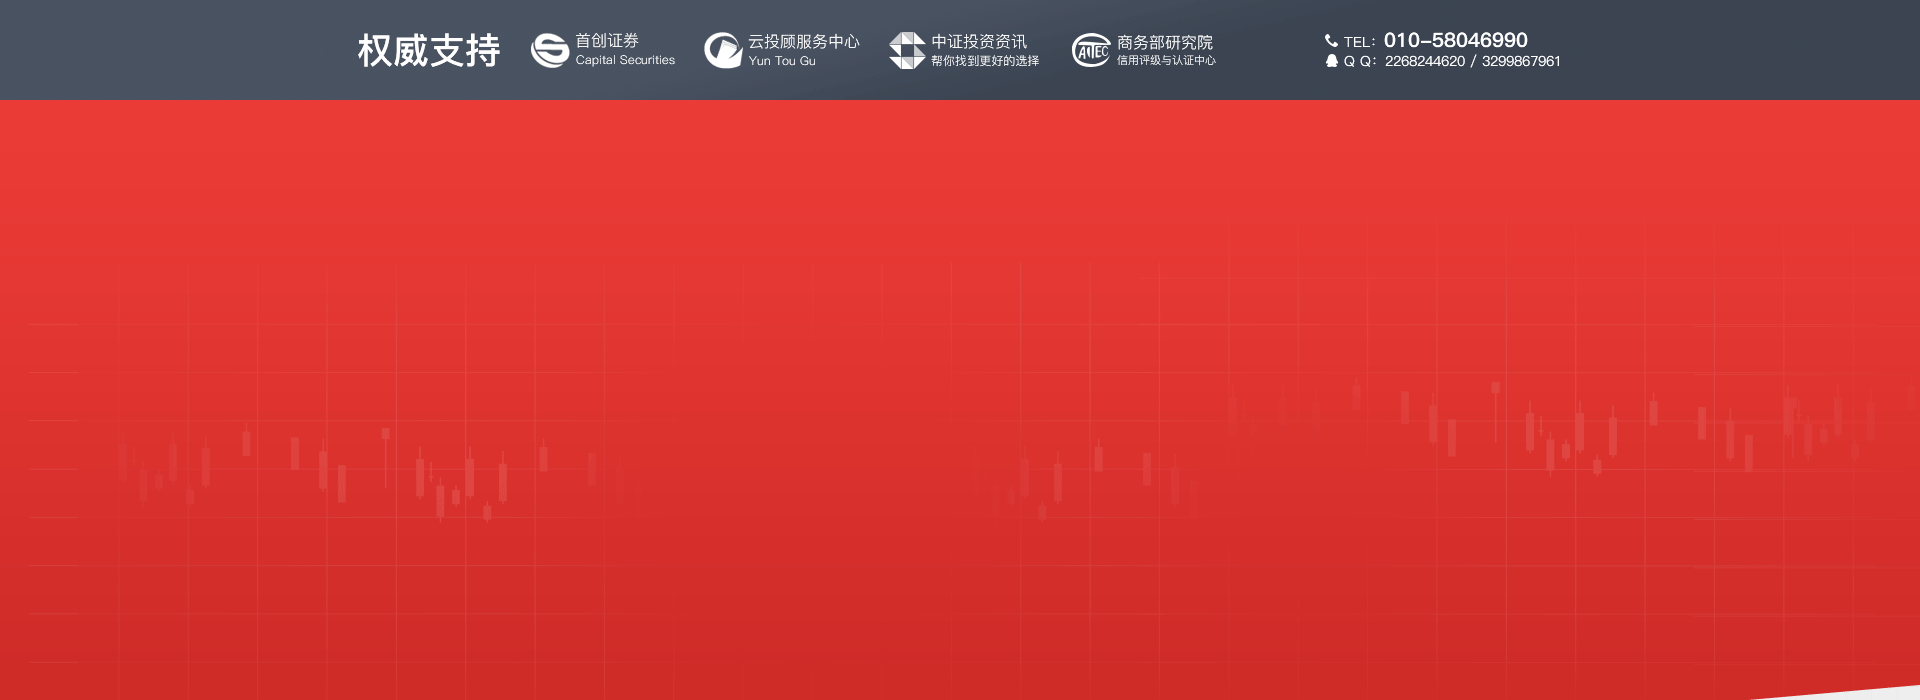 权威支持
首创证券
Capital Securities
云投顾服务中心
Yun Tou Gu
中证投资资讯
帮你找到更好的选择
AITEC
商务部研究院
信用评级与认证中心
TEL: 010-58046990
Q Q: 2268244620 / 3299867961